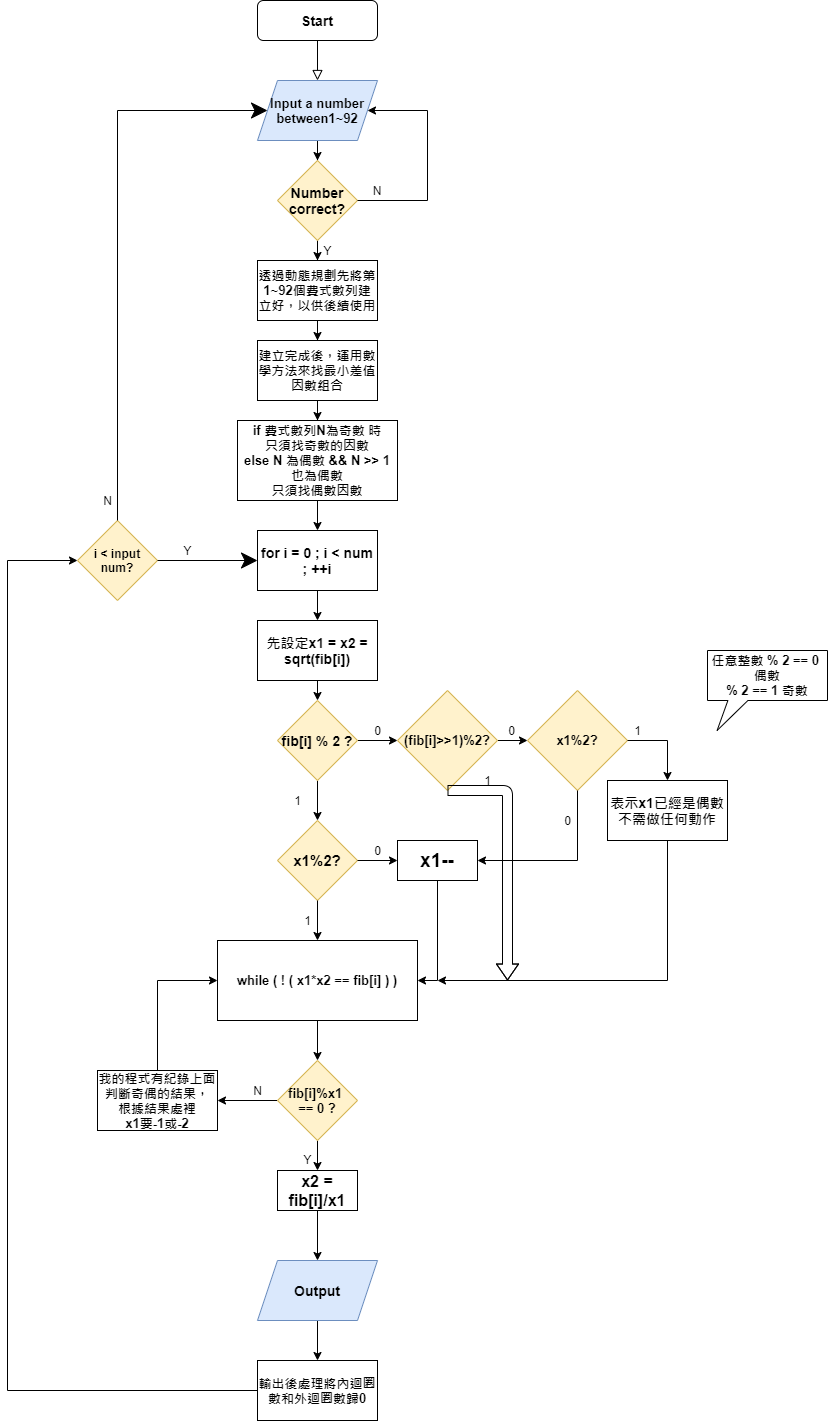 Start
Input a number
between1~92
N
Number
correct?
Y
透過動態規劃先將第
1~92個費式數列建
立好，以供後續使用
建立完成後，運用數
學方法來找最小差值
因數組合
if 費式數列N為奇數 時
只須找奇數的因數
else N 為偶數 && N >> 1
也為偶數
只須找偶數因數
N
i < input
num?
Y
for i = 0 ; i < num
; ++i
先設定x1 = x2 =
sqrt(fib[i])
任意整數 % 2 == 0
偶數
% 2 == 1 奇數
fib[i] % 2 ?
0
(fib[i]>>1)%2?
0
x1%2?
1
1
1
表示x1已經是偶數
不需做任何動作
0
x1%2?
0
x1--
1
while ( ! ( x1*x2 == fib[i] ) )
我的程式有紀錄上面
判斷奇偶的結果，
根據結果處裡
x1要-1或-2
N
fib[i]%x1
== 0 ?
Y
x2 =
fib[i]/x1
Output
輸出後處理將內迴圈
數和外迴圈數歸0